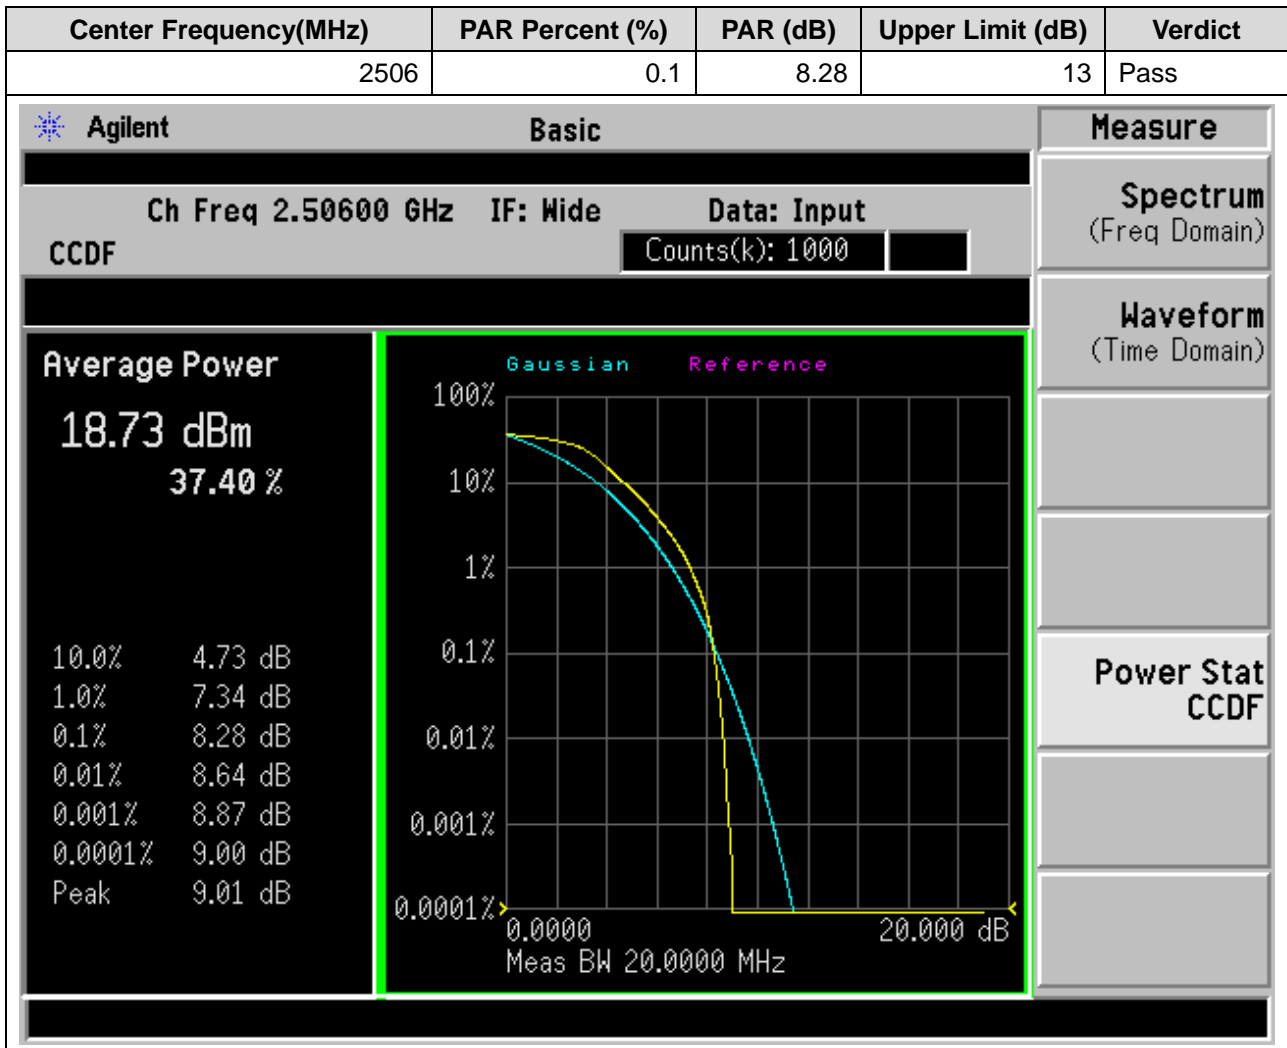 Center Frequency(MHz) PAR Percent (%) PAR (dB) Upper Limit (dB) Verdict
2506 0.1 8.28 13 Pass
Agilent Basic Measure
Ch Freq 2.50600 GHz IF: Wide Data: Input
CCDF Counts(k): 1000
Average Power
18.73 dBm
37.40 %
10.0% 4.73 dB
1.0% 7.34 dB
0.1% 8.28 dB
0.01% 8.64 dB
0.001% 8.87 dB
0.0001% 9.00 dB
Peak 9.01 dB
Gaussian Reference
100%
10%
1%
0.1%
0.01%
0.001%
0.0001%
0.0000 20.000 dB
Meas BW 20.0000 MHz
Spectrum
(Freq Domain)
Waveform
(Time Domain)
Power Stat
CCDF